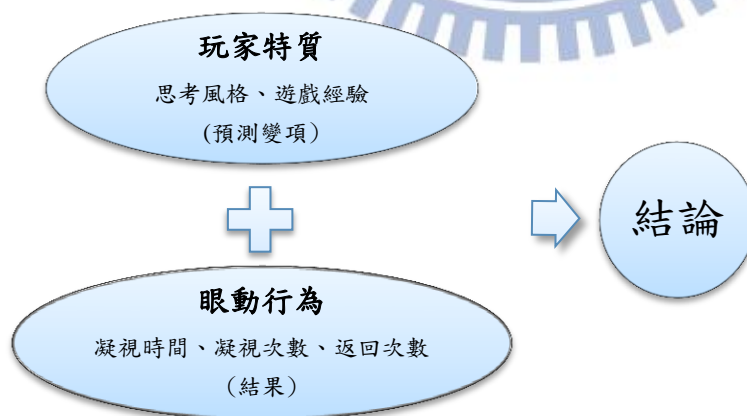 玩家特質
思考風格、遊戲經驗
(預測變項)
眼動行為
凝視時間、凝視次數、返回次數
(結果)
結論